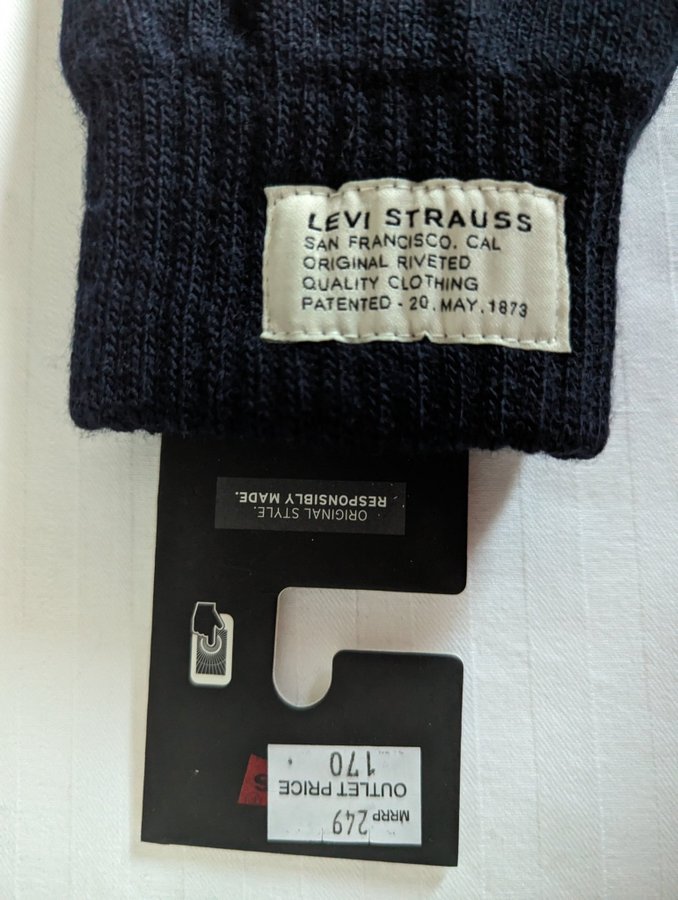 LEVI STRAUSS
SAN FRANCISCO. CAL
ORIGINAL RIVETED
QUALITY CLOTHING
PATENTED - 20. MAY. 1873
ORIGINAL STYLE.
RESPONSIBLY MADE.
MRRP 249
OUTLET PRICE
170